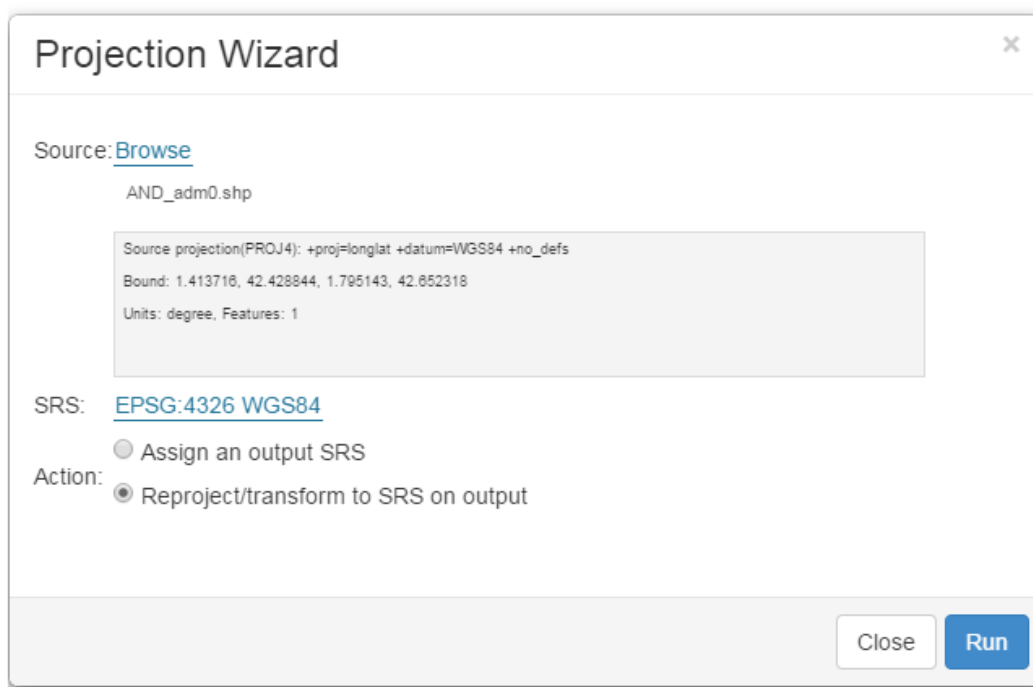 Projection Wizard ×
Source: Browse
AND_adm0.shp
Source projection(PROJ4): +proj=longlat +datum=WGS84 +no_defs
Bound: 1.413716, 42.428844, 1.795143, 42.652318
Units: degree, Features: 1
SRS: EPSG:4326 WGS84
Assign an output SRS
Action:
Reproject/transform to SRS on output
Close Run